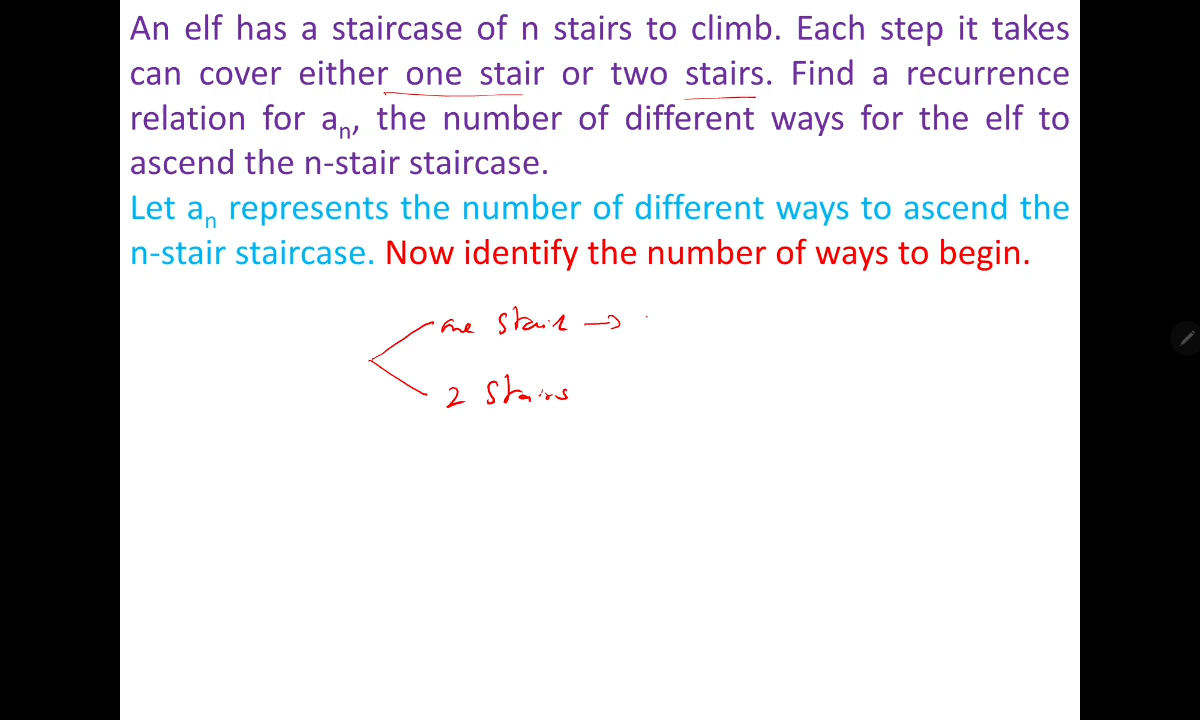 An elf has a staircase of n stairs to climb. Each step it takes
can cover either one stair or two stairs. Find a recurrence
relation for aₙ, the number of different ways for the elf to
ascend the n-stair staircase.
Let aₙ represents the number of different ways to ascend the
n-stair staircase. Now identify the number of ways to begin.
one stair →
2 stairs